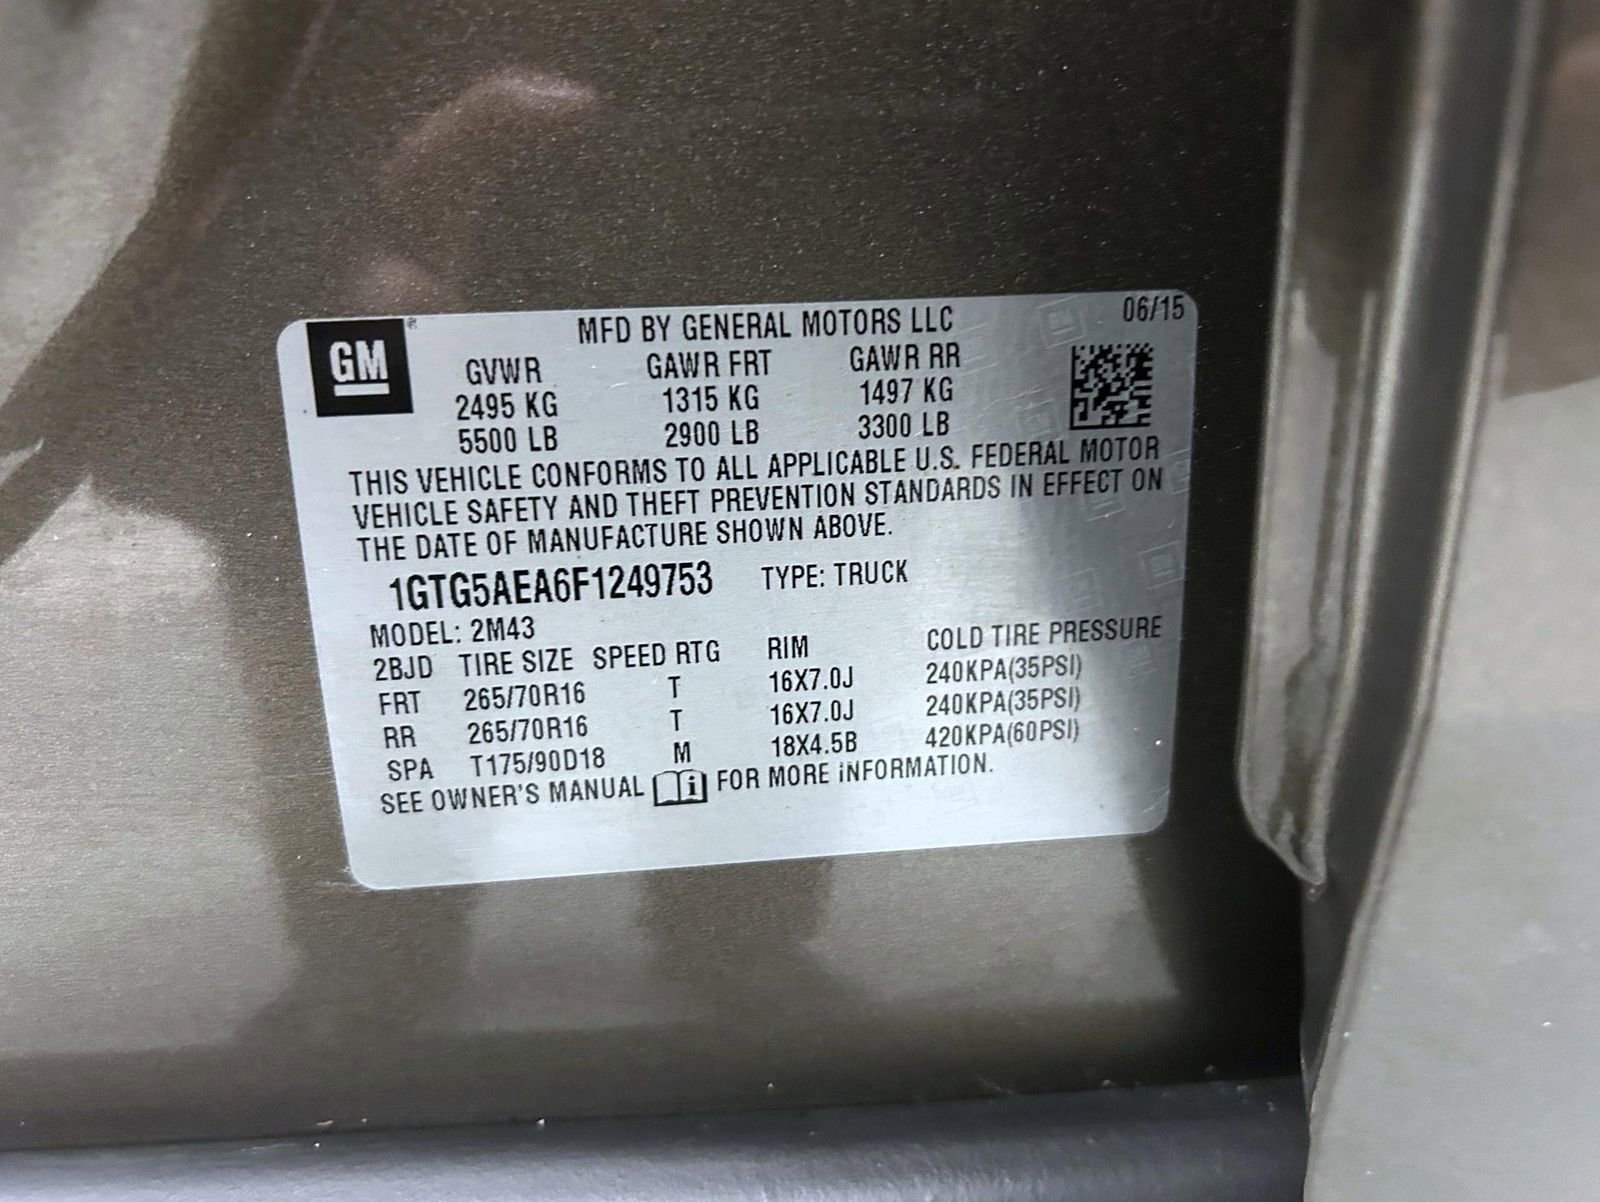 GM
®
MFD BY GENERAL MOTORS LLC
06/15
GVWR GAWR FRT GAWR RR
2495 KG 1315 KG 1497 KG
5500 LB 2900 LB 3300 LB
THIS VEHICLE CONFORMS TO ALL APPLICABLE U.S. FEDERAL MOTOR
VEHICLE SAFETY AND THEFT PREVENTION STANDARDS IN EFFECT ON
THE DATE OF MANUFACTURE SHOWN ABOVE.
1GTG5AEA6F1249753 TYPE: TRUCK
MODEL: 2M43
2BJD TIRE SIZE SPEED RTG RIM COLD TIRE PRESSURE
FRT 265/70R16 T 16X7.0J 240KPA(35PSI)
RR 265/70R16 T 16X7.0J 240KPA(35PSI)
SPA T175/90D18 M 18X4.5B 420KPA(60PSI)
SEE OWNER'S MANUAL i FOR MORE INFORMATION.